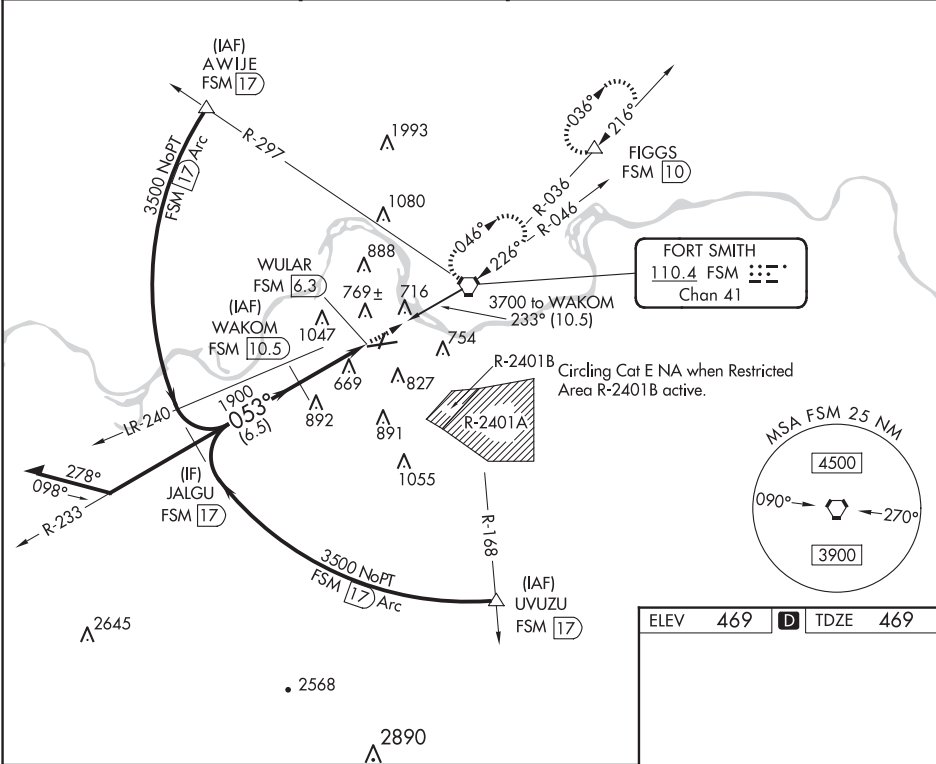 (IAF)
AWIJE
FSM 17
R-297
3500 NoPT
FSM 17 Arc
1993
1080
888
769 ±
716
1047
754
669
827
892
891
1055
WULAR
FSM 6.3
(IAF)
WAKOM
FSM 10.5
036°
216°
FIGGS
FSM 10
R-036
R-046
046°
226°
FORT SMITH
110.4 FSM
Chan 41
3700 to WAKOM
233° (10.5)
R-2401B
Circling Cat E NA when Restricted
Area R-2401B active.
R-2401A
LR-240
1900
053°
(6.5)
278°
098°
R-233
(IF)
JALGU
FSM 17
R-168
3500 NoPT
FSM 17 Arc
(IAF)
UVUZU
FSM 17
MSA FSM 25 NM
4500
090°
270°
3900
2645
2568
2890
ELEV 469 D TDZE 469